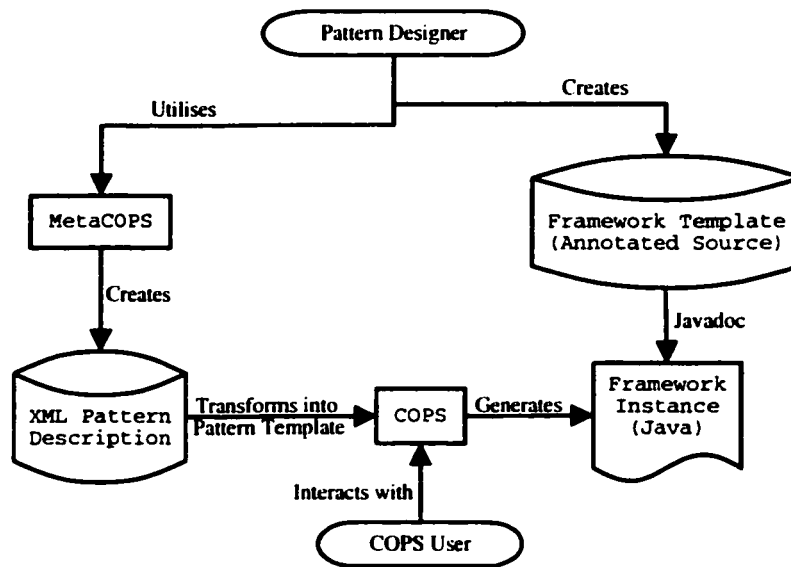 Pattern Designer
Utilises
Creates
MetaCOPS
Framework Template
(Annotated Source)
Creates
Javadoc
XML Pattern
Description
Transforms into
Pattern Template
COPS
Generates
Framework
Instance
(Java)
Interacts with
COPS User